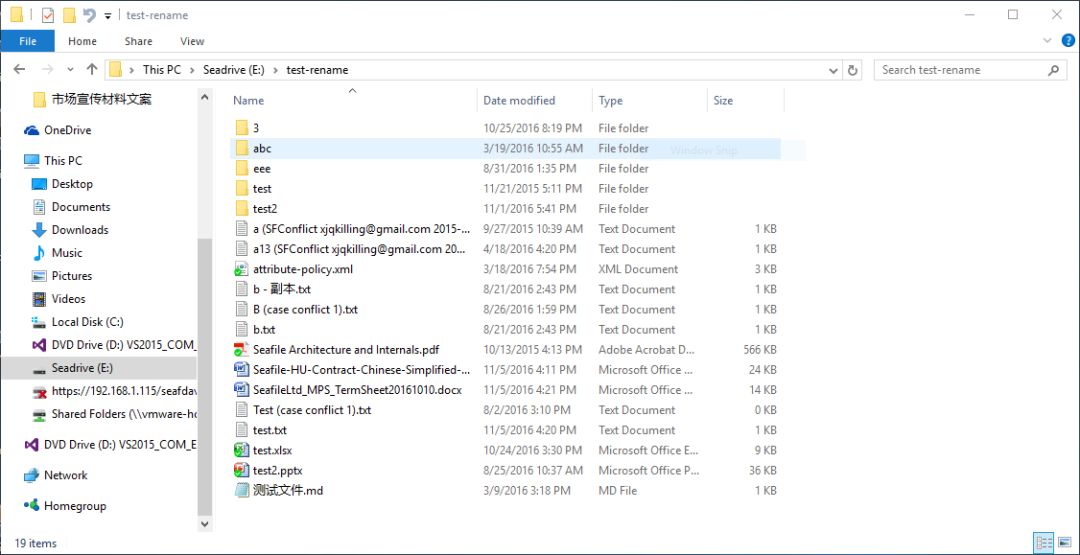 test-rename
File Home Share View
This PC Seadrive (E:) test-rename
Search test-rename
市场宣传材料文案
OneDrive
This PC
Desktop
Documents
Downloads
Music
Pictures
Videos
Local Disk (C:)
DVD Drive (D:) VS2015_COM_
Seadrive (E:)
https://192.168.1.115/seafdav
Shared Folders (\\vmware-ho
DVD Drive (D:) VS2015_COM_E
Network
Homegroup
Name Date modified Type Size
3 10/25/2016 8:19 PM File folder
abc 3/19/2016 10:55 AM File folder
Window Snip
eee 8/31/2016 1:35 PM File folder
test 11/21/2015 5:11 PM File folder
test2 11/1/2016 5:41 PM File folder
a (SFConflict xjqkilling@gmail.com 2015-... 9/27/2015 10:39 AM Text Document 1 KB
a13 (SFConflict xjqkilling@gmail.com 20... 4/18/2016 4:20 PM Text Document 1 KB
attribute-policy.xml 3/18/2016 7:54 PM XML Document 3 KB
b - 副本.txt 8/21/2016 2:43 PM Text Document 1 KB
B (case conflict 1).txt 8/26/2016 1:59 PM Text Document 1 KB
b.txt 8/21/2016 2:43 PM Text Document 1 KB
Seafile Architecture and Internals.pdf 10/13/2015 4:13 PM Adobe Acrobat D... 566 KB
Seafile-HU-Contract-Chinese-Simplified-... 11/5/2016 4:11 PM Microsoft Office ... 24 KB
SeafileLtd_MPS_TermSheet20161010.docx 11/5/2016 4:21 PM Microsoft Office ... 14 KB
Test (case conflict 1).txt 8/2/2016 3:10 PM Text Document 0 KB
test.txt 11/5/2016 4:20 PM Text Document 1 KB
test.xlsx 10/24/2016 3:30 PM Microsoft Office E... 9 KB
test2.pptx 8/25/2016 10:37 AM Microsoft Office P... 36 KB
测试文件.md 3/9/2016 3:18 PM MD File 1 KB
19 items